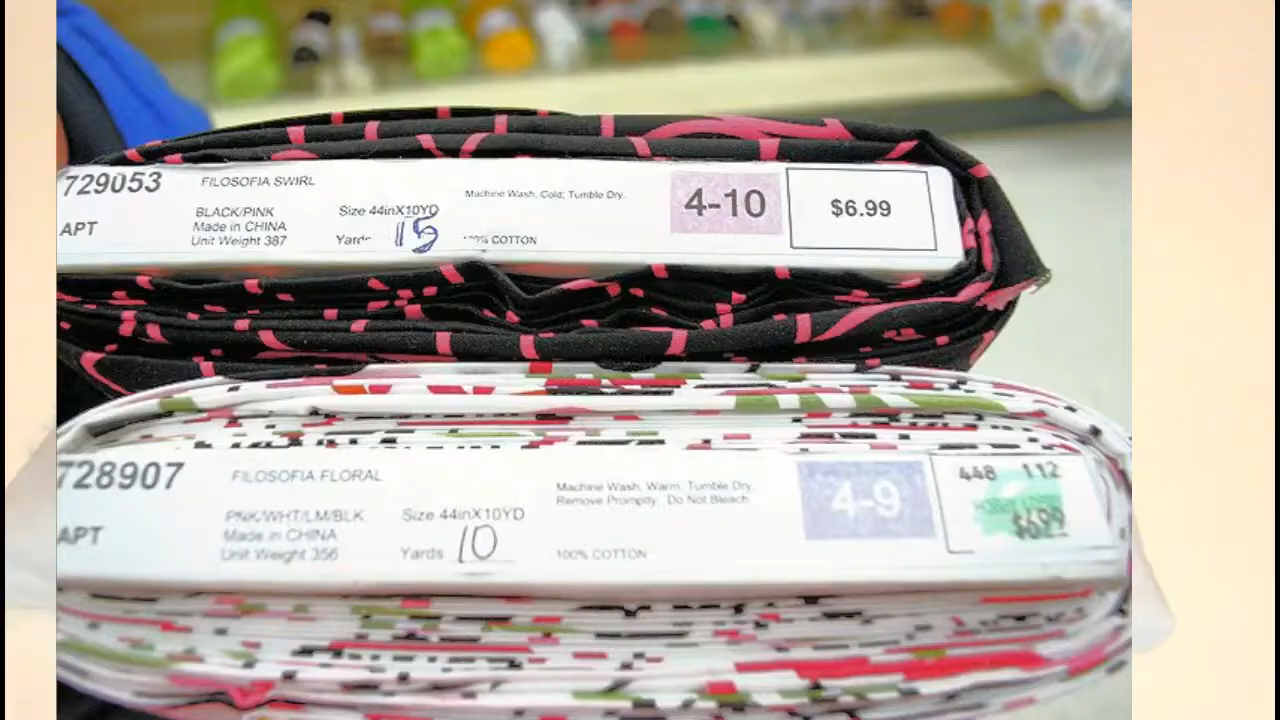 729053
FILOSOFIA SWIRL
Machine Wash, Cold; Tumble Dry.
4-10
$6.99
APT
BLACK/PINK
Made in CHINA
Unit Weight 387
Size 44inX10YD
Yards 15
100% COTTON
728907
FILOSOFIA FLORAL
Machine Wash, Warm, Tumble Dry.
Remove Promptly. Do Not Bleach.
4-9
448 112
$6.99
APT
PNK/WHT/LM/BLK
Made in CHINA
Unit Weight 356
Size 44inX10YD
Yards 10
100% COTTON